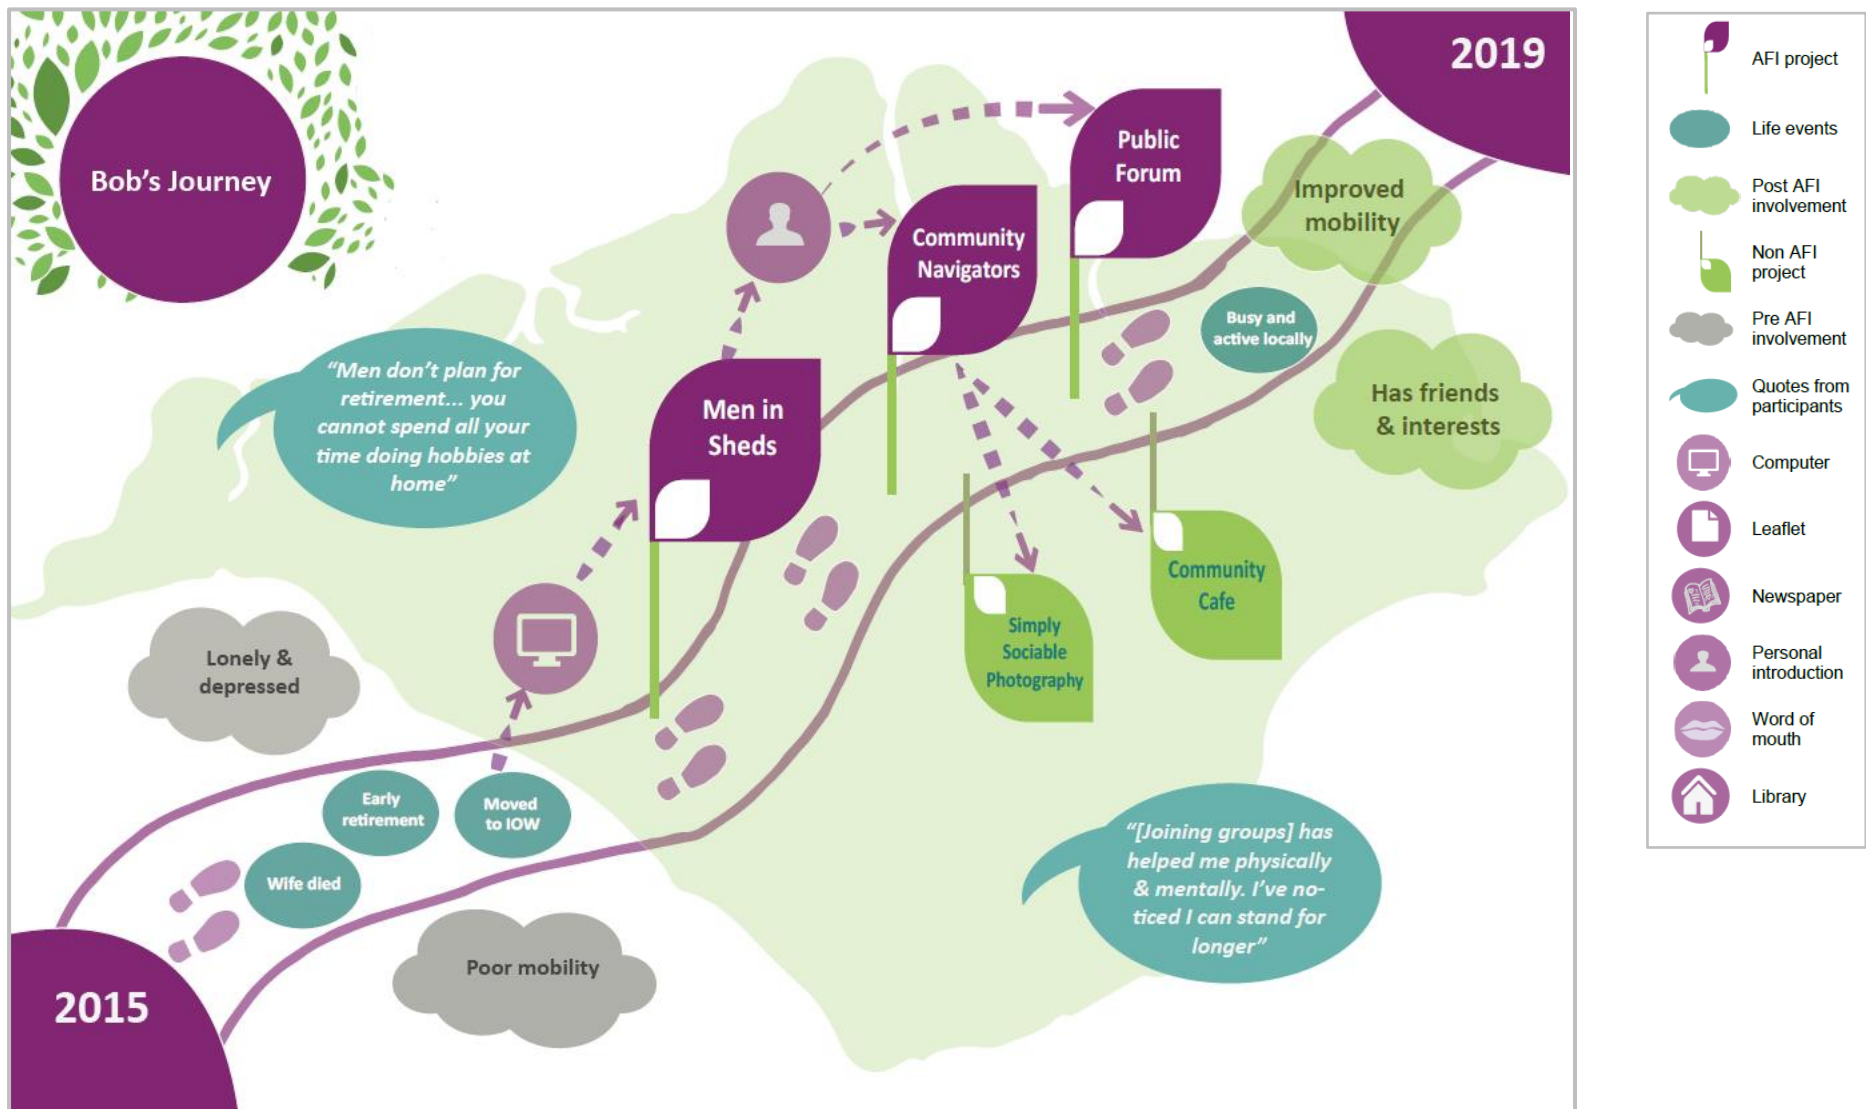 Bob's Journey
2019
Public
Forum
Improved
mobility
Community
Navigators
Busy and
active locally
"Men don't plan for
retirement... you
cannot spend all your
time doing hobbies at
home"
Men in
Sheds
Has friends
& interests
Community
Cafe
Simply
Sociable
Photography
Lonely &
depressed
Early
retirement
Moved
to IOW
Wife died
"[Joining groups] has
helped me physically
& mentally. I've no-
ticed I can stand for
longer"
Poor mobility
2015
AFI project
Life events
Post AFI
involvement
Non AFI
project
Pre AFI
involvement
Quotes from
participants
Computer
Leaflet
Newspaper
Personal
introduction
Word of
mouth
Library